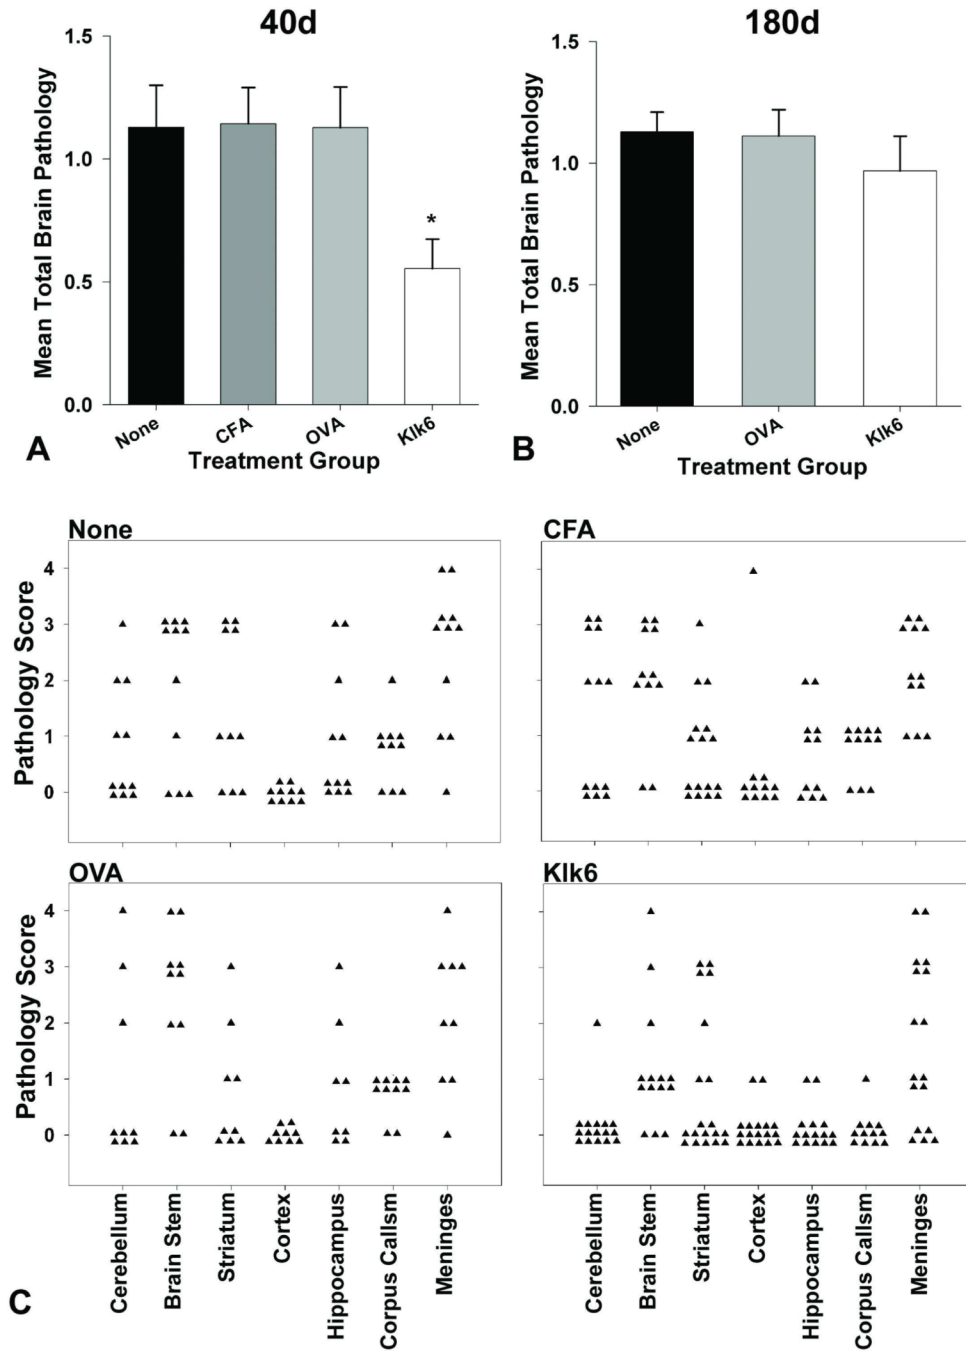 40d
1.5
1.0
0.5
0.0
Mean Total Brain Pathology
*
None
CFA
OVA
Klk6
Treatment Group
A
180d
1.5
1.0
0.5
0.0
Mean Total Brain Pathology
None
OVA
Klk6
Treatment Group
B
None
4
3
2
1
0
Pathology Score
CFA
OVA
4
3
2
1
0
Pathology Score
Klk6
Cerebellum
Brain Stem
Striatum
Cortex
Hippocampus
Corpus Callsm
Meninges
Cerebellum
Brain Stem
Striatum
Cortex
Hippocampus
Corpus Callsm
Meninges
C